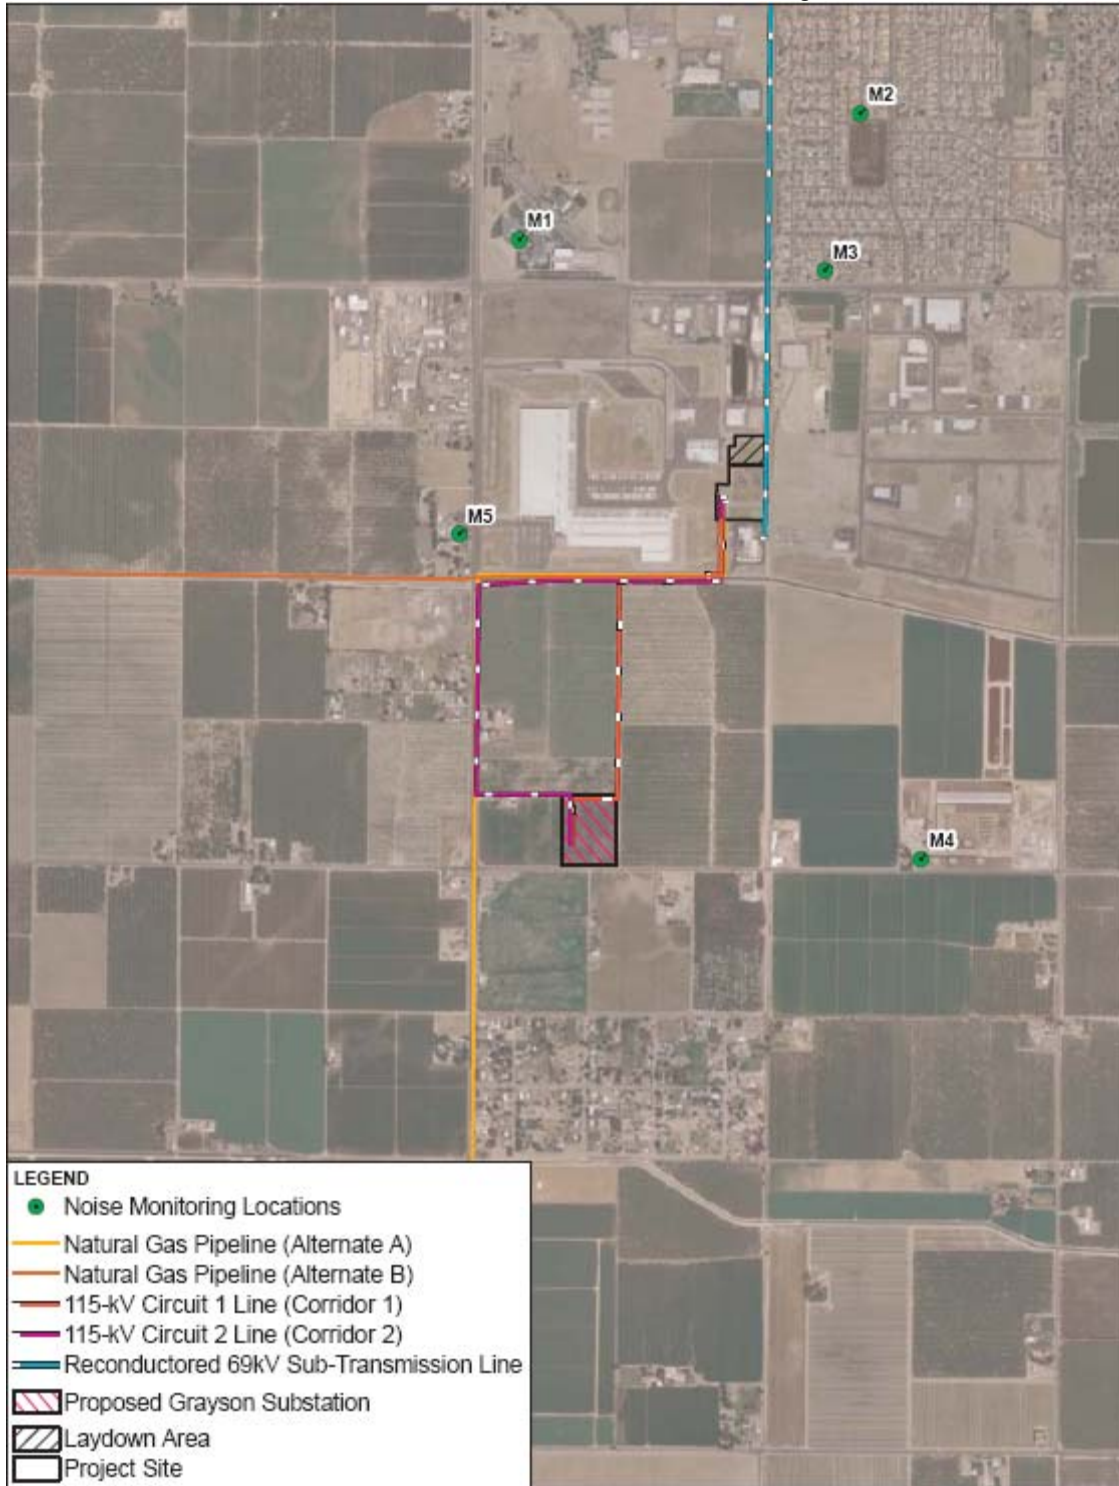 M2
M1
M3
M5
M4
LEGEND
Noise Monitoring Locations
Natural Gas Pipeline (Alternate A)
Natural Gas Pipeline (Alternate B)
115-kV Circuit 1 Line (Corridor 1)
115-kV Circuit 2 Line (Corridor 2)
Reconductored 69kV Sub-Transmission Line
Proposed Grayson Substation
Laydown Area
Project Site